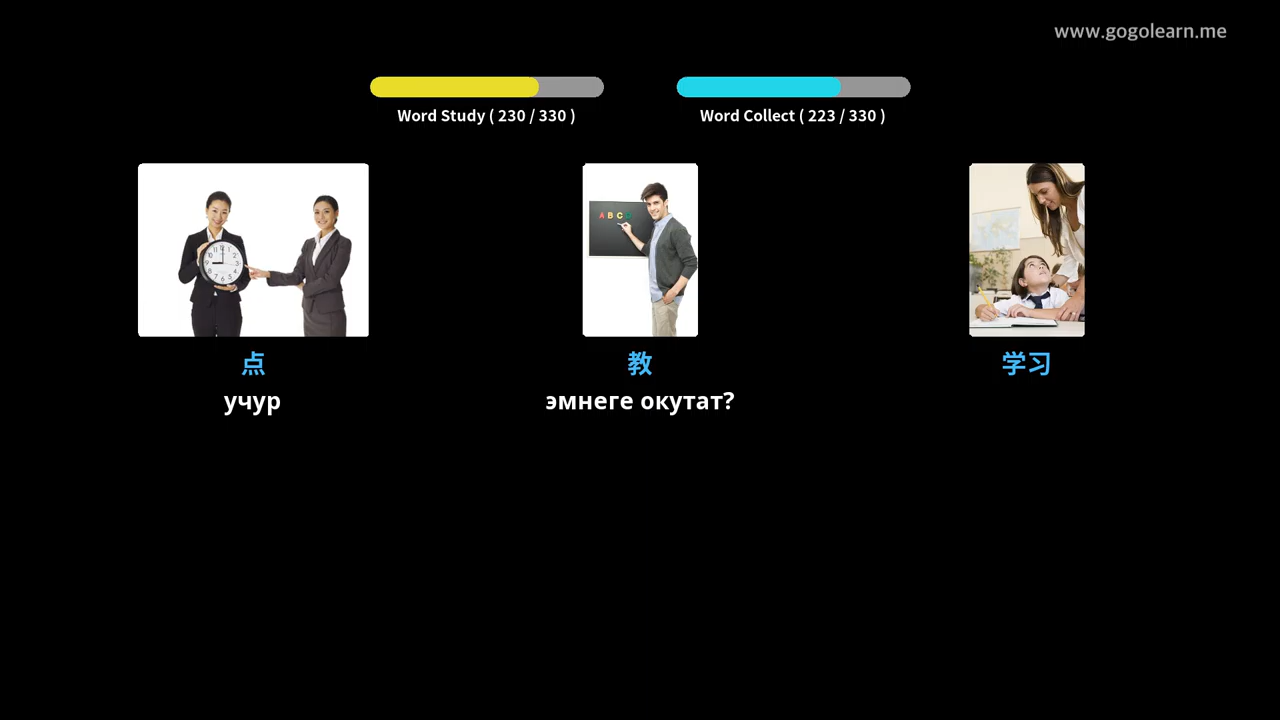 www.gogolearn.me
Word Study ( 230 / 330 )
Word Collect ( 223 / 330 )
A B C D
点
教
学习
учур
эмнеге окутат?